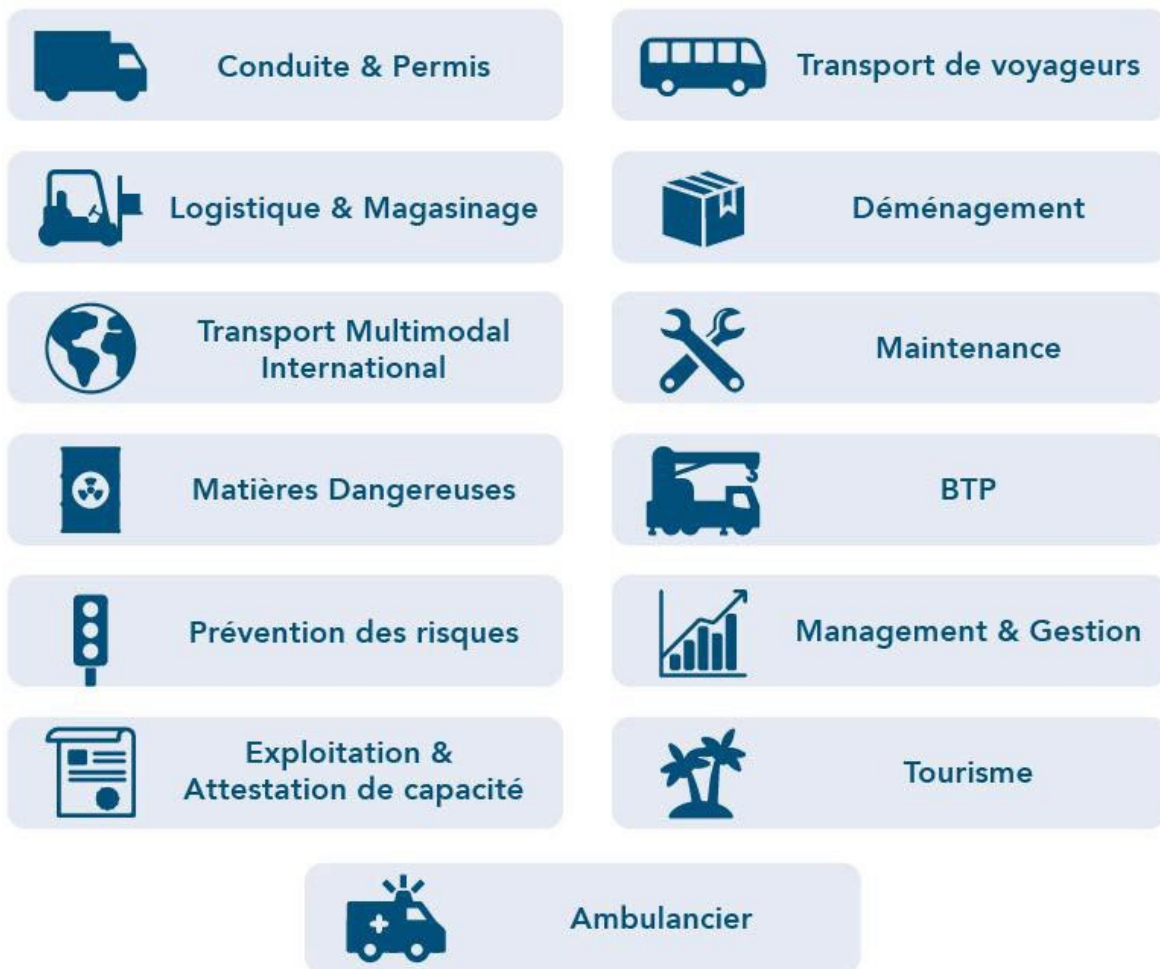 Conduite & Permis
Transport de voyageurs
Logistique & Magasinage
Déménagement
Transport Multimodal
International
Maintenance
Matières Dangereuses
BTP
Prévention des risques
Management & Gestion
Exploitation &
Attestation de capacité
Tourisme
Ambulancier